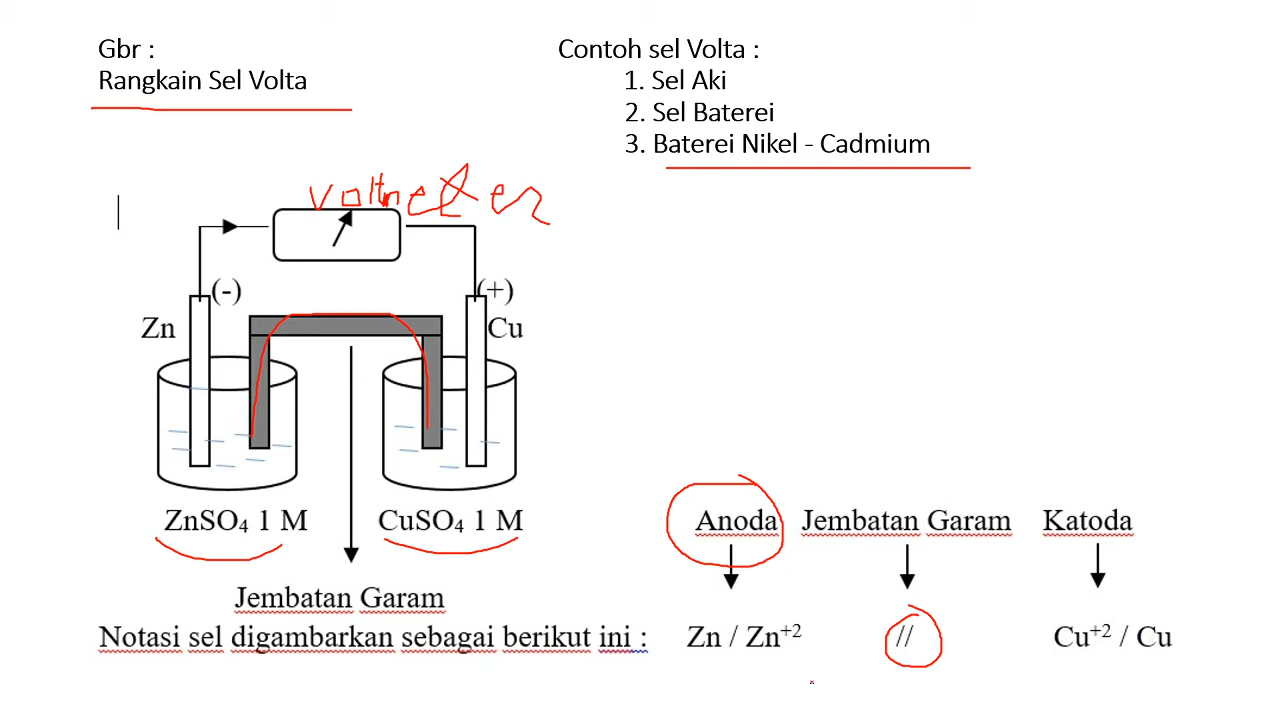 Gbr :
Rangkain Sel Volta
Contoh sel Volta :
1. Sel Aki
2. Sel Baterei
3. Baterei Nikel - Cadmium
voltmeter
(-)
(+)
Zn
Cu
ZnSO₄ 1 M
CuSO₄ 1 M
Jembatan Garam
Anoda Jembatan Garam Katoda
Notasi sel digambarkan sebagai berikut ini : Zn / Zn⁺² // Cu⁺² / Cu